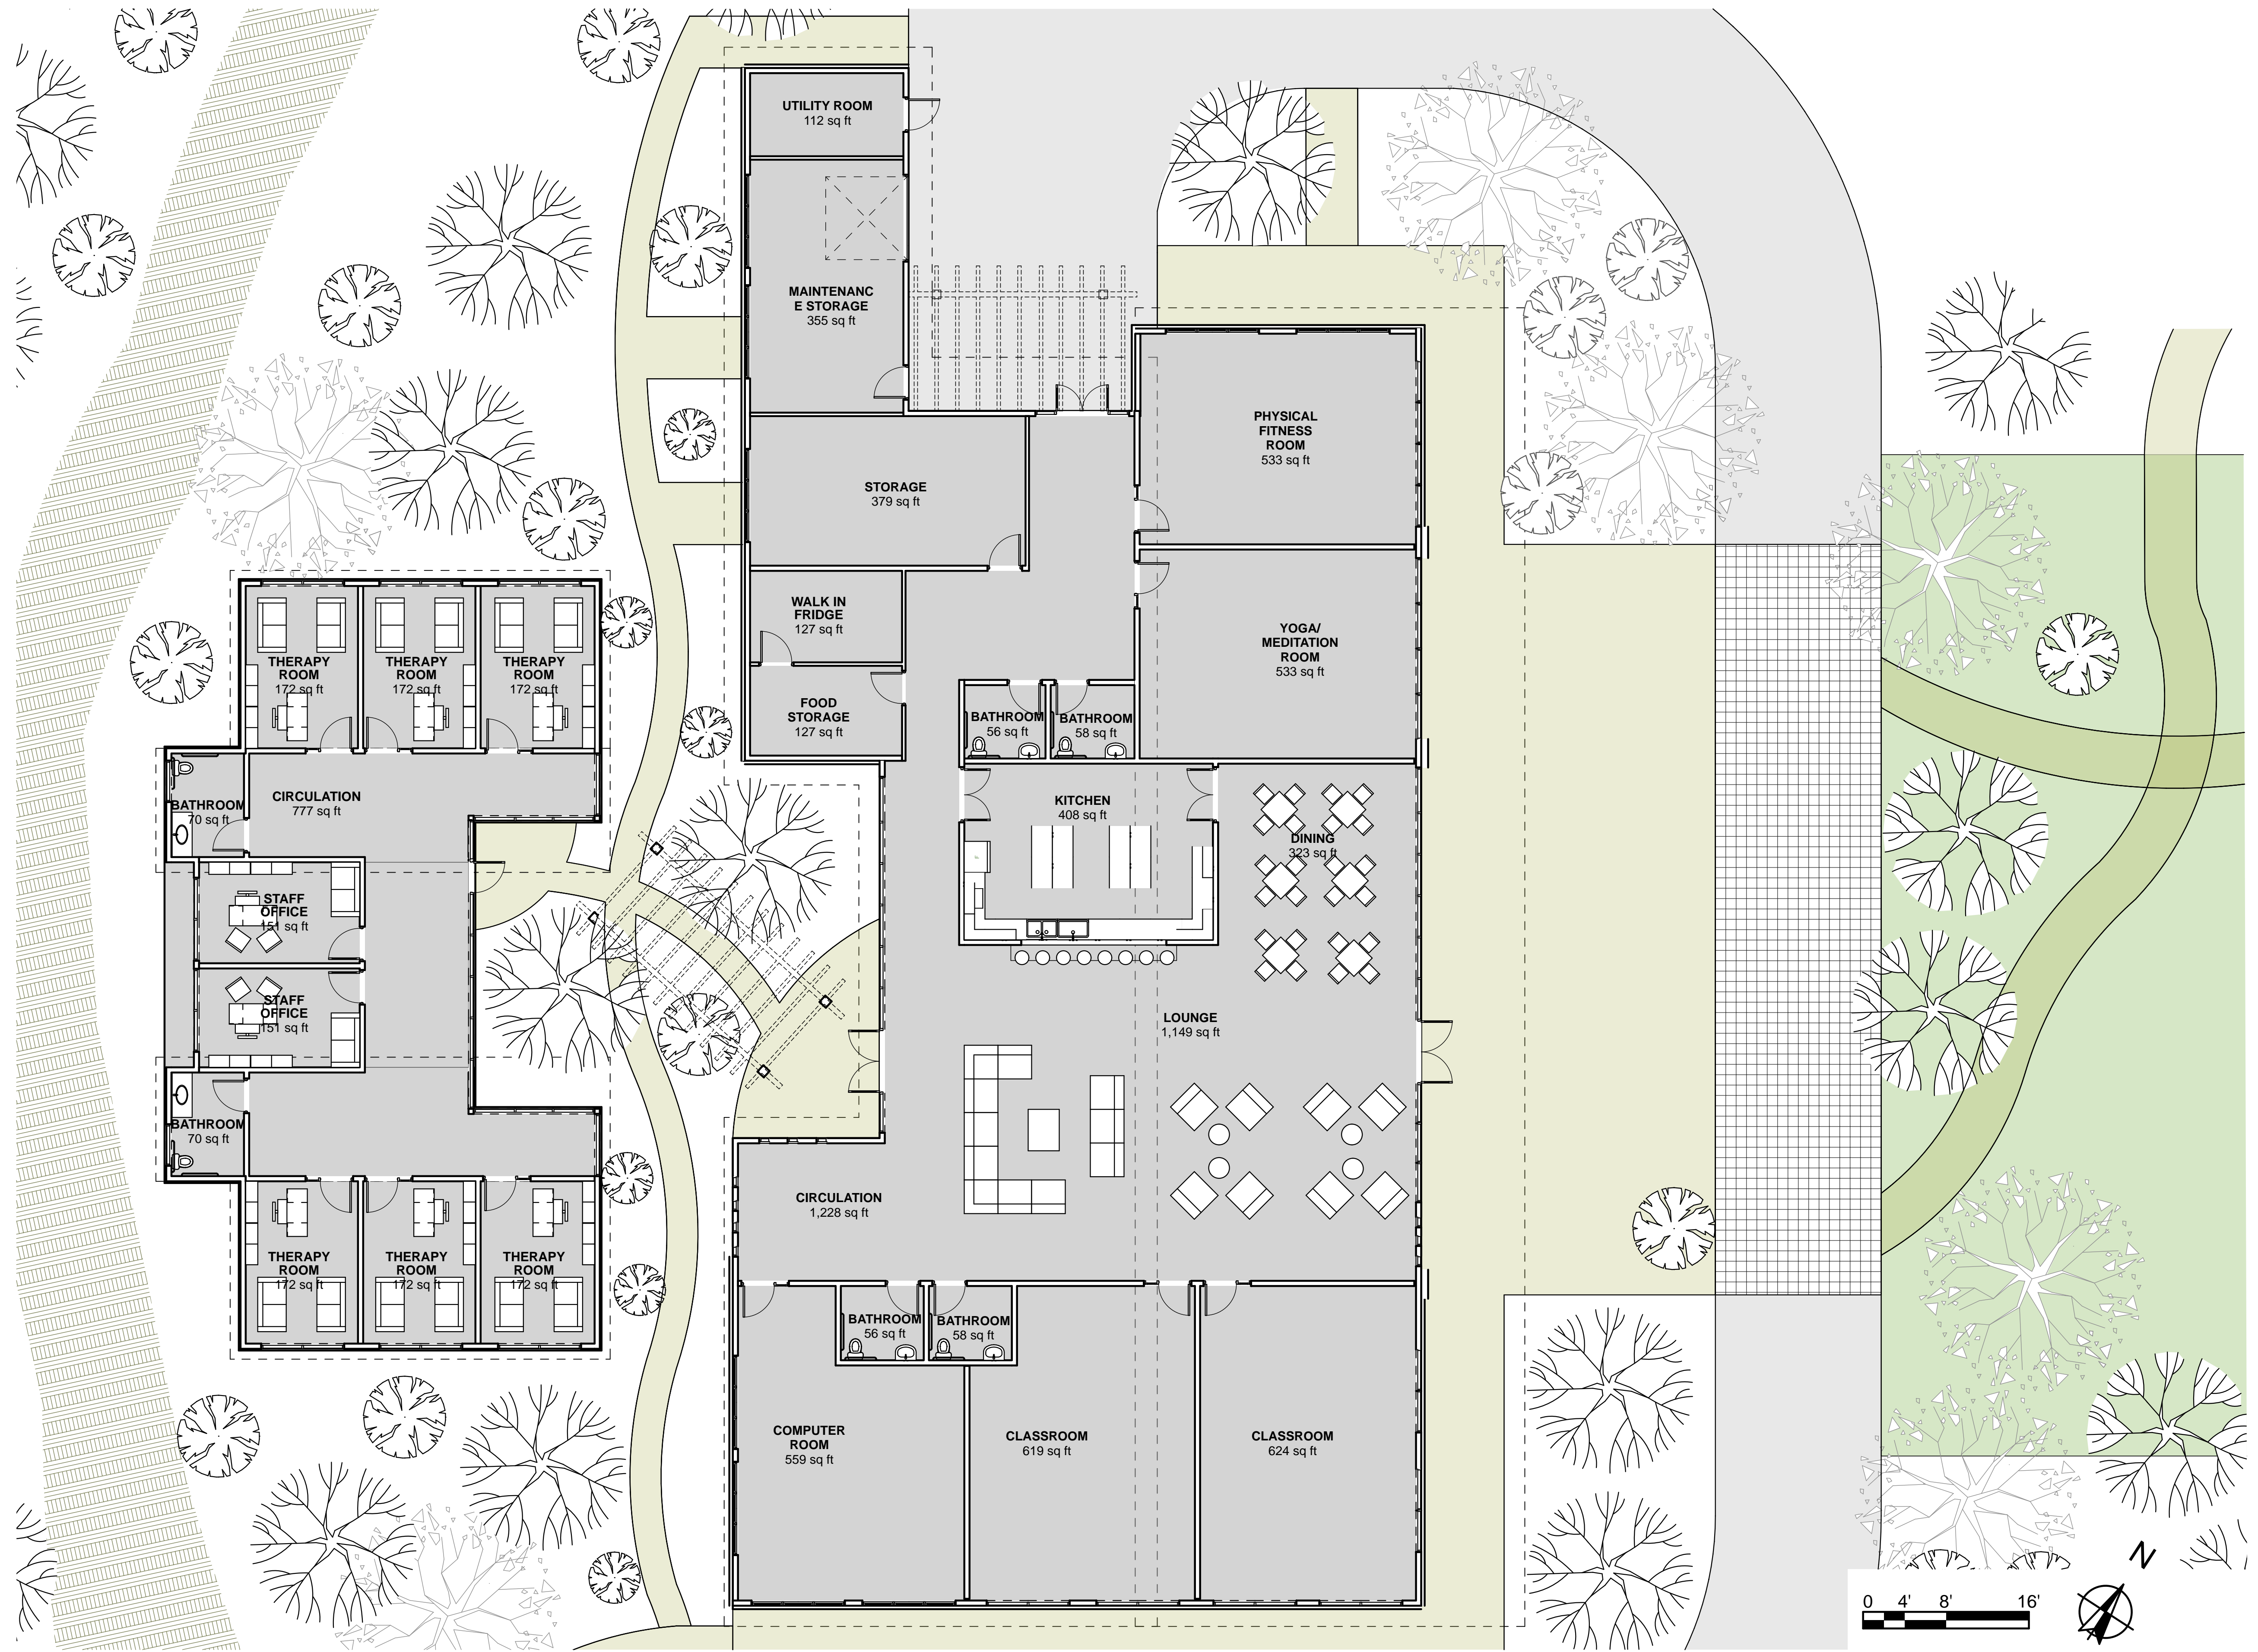 UTILITY ROOM
112 sq ft
MAINTENANC
E STORAGE
355 sq ft
PHYSICAL
FITNESS
ROOM
533 sq ft
STORAGE
379 sq ft
WALK IN
FRIDGE
127 sq ft
YOGA/
MEDITATION
ROOM
533 sq ft
THERAPY
ROOM
172 sq ft
THERAPY
ROOM
172 sq ft
THERAPY
ROOM
172 sq ft
FOOD
STORAGE
127 sq ft
BATHROOM
56 sq ft
BATHROOM
58 sq ft
CIRCULATION
777 sq ft
BATHROOM
70 sq ft
KITCHEN
408 sq ft
DINING
323 sq ft
STAFF
OFFICE
151 sq ft
STAFF
OFFICE
151 sq ft
LOUNGE
1,149 sq ft
BATHROOM
70 sq ft
CIRCULATION
1,228 sq ft
THERAPY
ROOM
172 sq ft
THERAPY
ROOM
172 sq ft
THERAPY
ROOM
172 sq ft
BATHROOM
56 sq ft
BATHROOM
58 sq ft
COMPUTER
ROOM
559 sq ft
CLASSROOM
619 sq ft
CLASSROOM
624 sq ft
N
0 4' 8' 16'